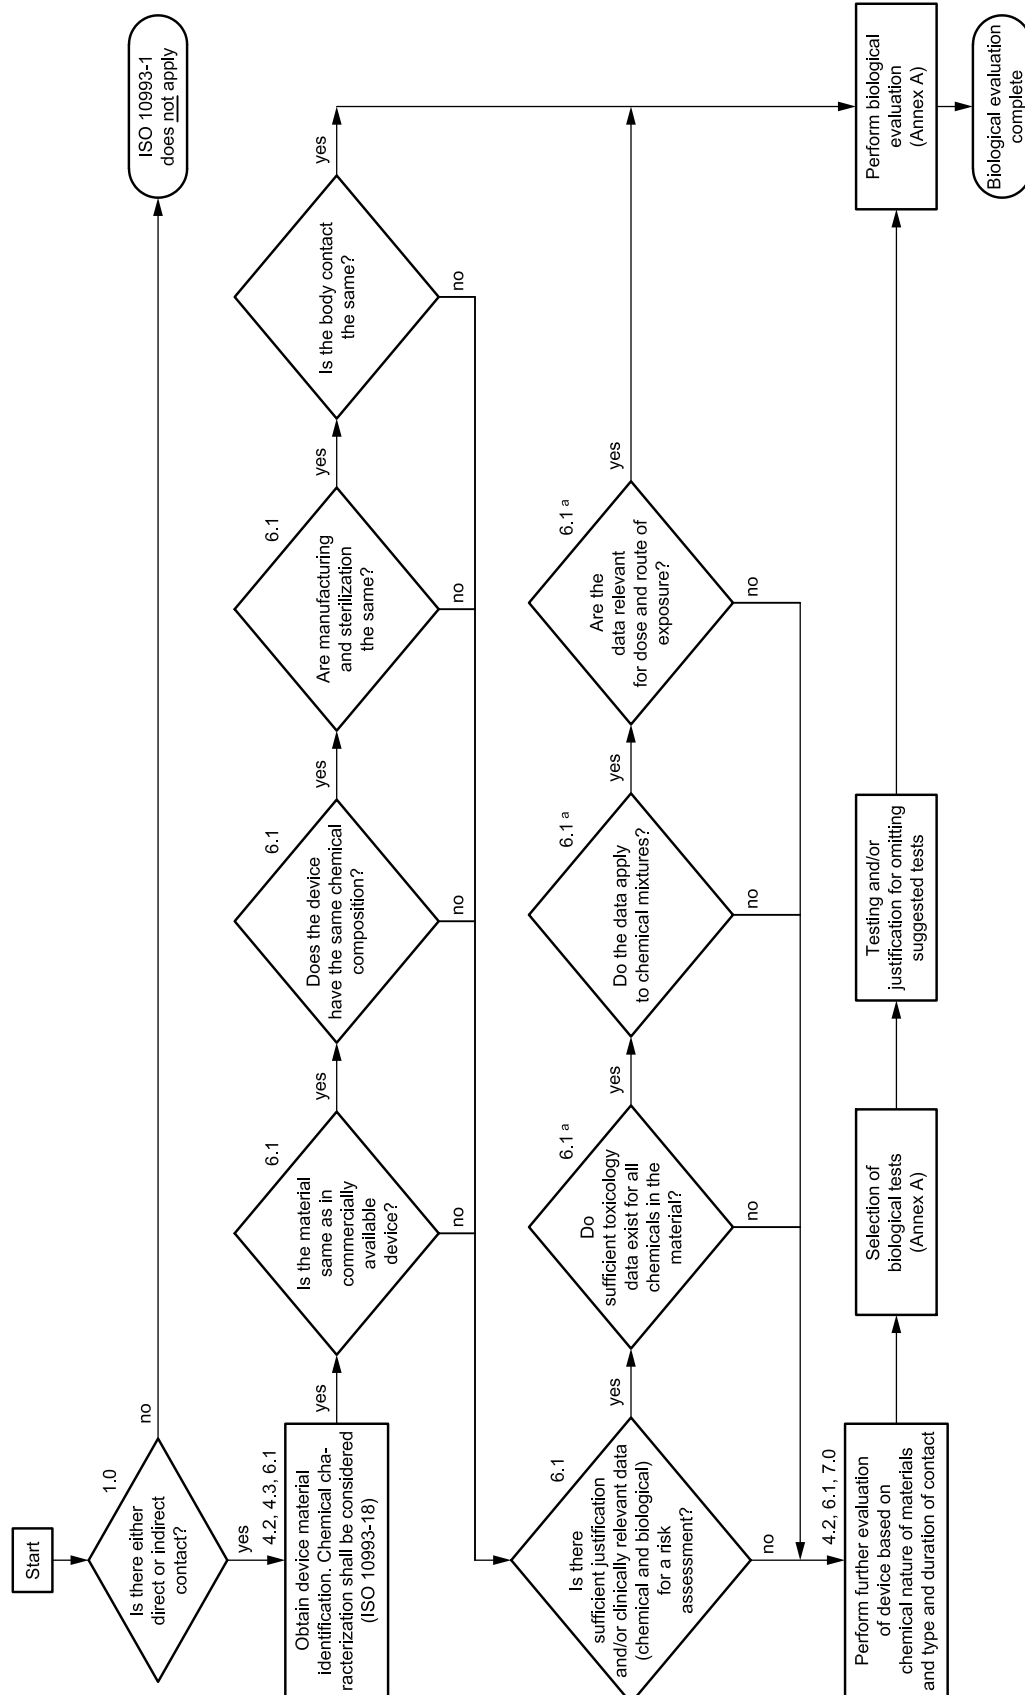 Start
1.0
Is there either
direct or indirect
contact?
no
ISO 10993-1
does not apply
yes
4.2, 4.3, 6.1
Obtain device material
identification. Chemical cha-
racterization shall be considered
(ISO 10993-18)
yes
6.1
Is the material
same as in
commercially
available
device?
no
yes
6.1
Does the device
have the same chemical
composition?
no
yes
6.1
Are manufacturing
and sterilization
the same?
no
yes
Is the body contact
the same?
no
yes
6.1
Is there
sufficient justification
and/or clinically relevant data
(chemical and biological)
for a risk
assessment?
no
yes
6.1 a
Do
sufficient toxicology
data exist for all
chemicals in the
material?
no
yes
6.1 a
Do the data apply
to chemical mixtures?
no
yes
6.1 a
Are the
data relevant
for dose and route of
exposure?
no
yes
4.2, 6.1, 7.0
Perform further evaluation
of device based on
chemical nature of materials
and type and duration of contact
Selection of
biological tests
(Annex A)
Testing and/or
justification for omitting
suggested tests
Perform biological
evaluation
(Annex A)
Biological evaluation
complete